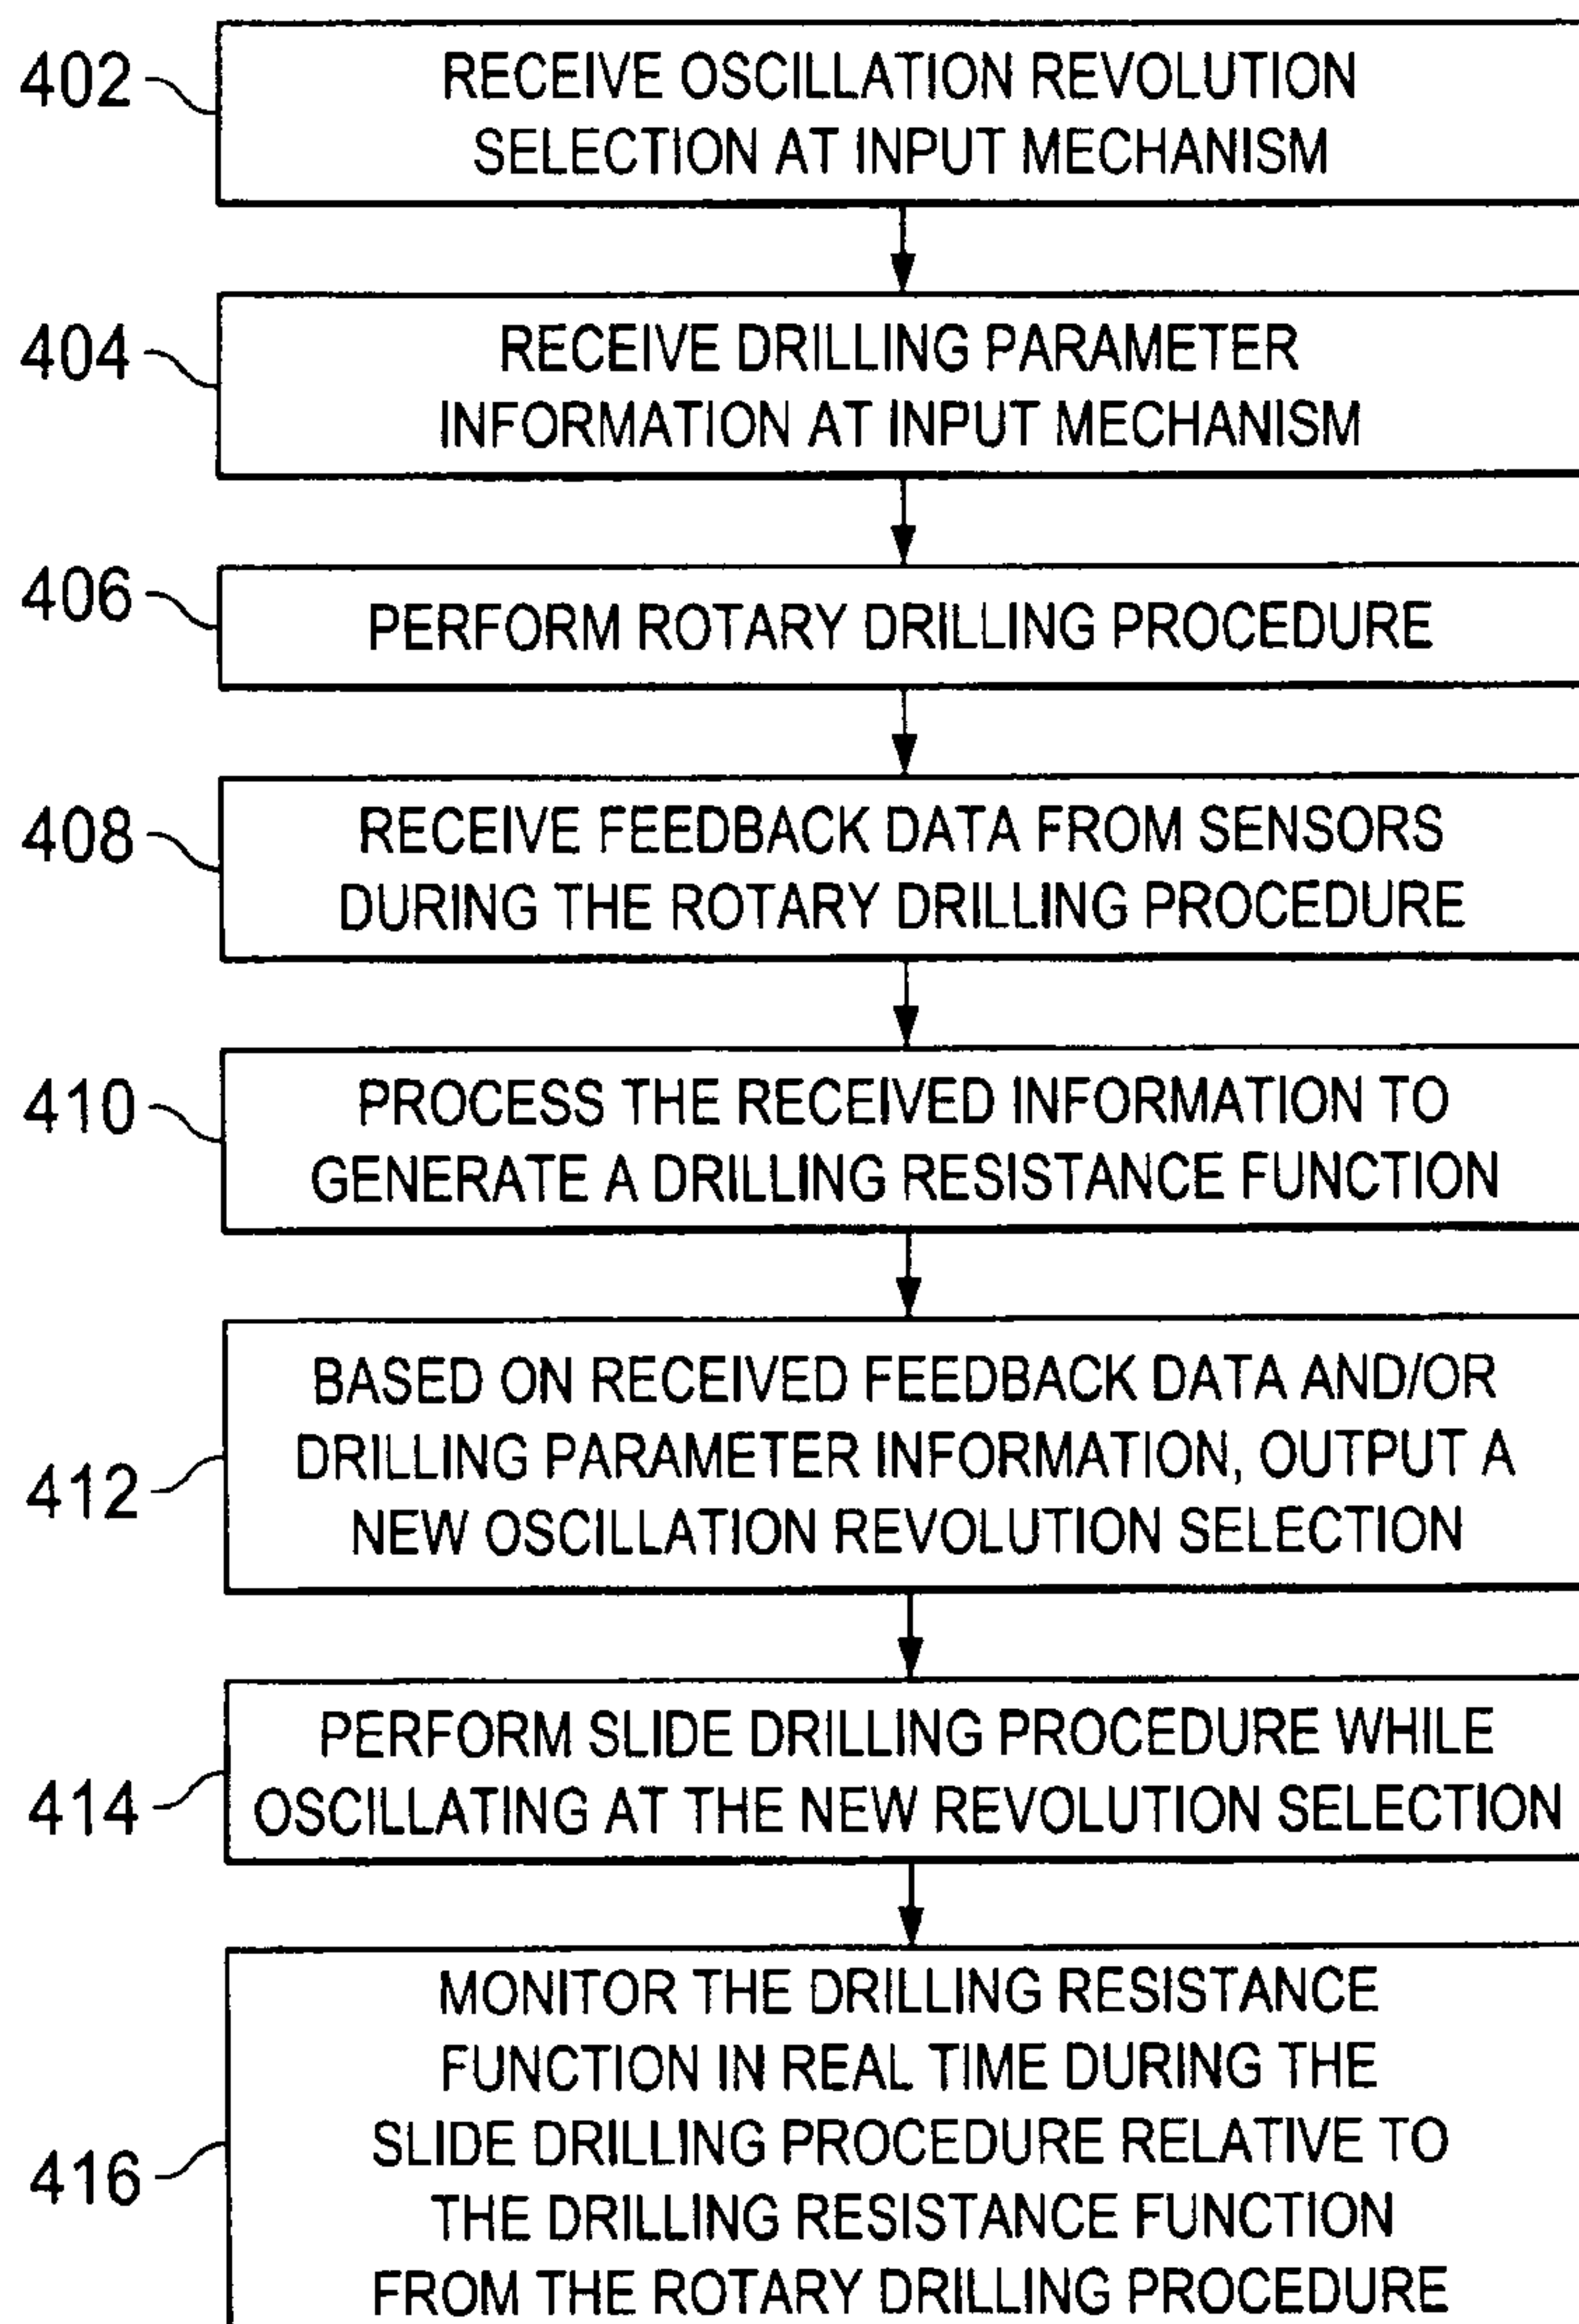 402
RECEIVE OSCILLATION REVOLUTION
SELECTION AT INPUT MECHANISM
404
RECEIVE DRILLING PARAMETER
INFORMATION AT INPUT MECHANISM
406
PERFORM ROTARY DRILLING PROCEDURE
408
RECEIVE FEEDBACK DATA FROM SENSORS
DURING THE ROTARY DRILLING PROCEDURE
410
PROCESS THE RECEIVED INFORMATION TO
GENERATE A DRILLING RESISTANCE FUNCTION
412
BASED ON RECEIVED FEEDBACK DATA AND/OR
DRILLING PARAMETER INFORMATION, OUTPUT A
NEW OSCILLATION REVOLUTION SELECTION
414
PERFORM SLIDE DRILLING PROCEDURE WHILE
OSCILLATING AT THE NEW REVOLUTION SELECTION
416
MONITOR THE DRILLING RESISTANCE
FUNCTION IN REAL TIME DURING THE
SLIDE DRILLING PROCEDURE RELATIVE TO
THE DRILLING RESISTANCE FUNCTION
FROM THE ROTARY DRILLING PROCEDURE